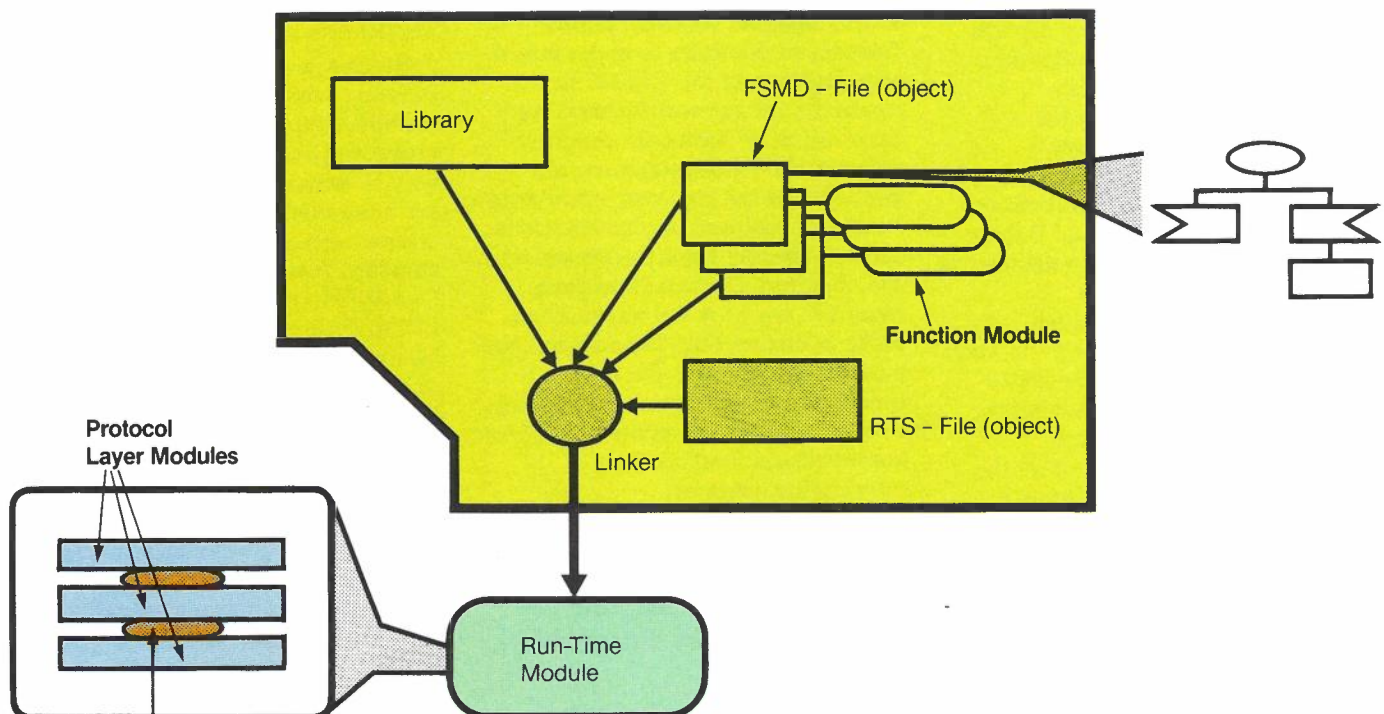 Library
FSMD – File (object)
Function Module
RTS – File (object)
Linker
Protocol
Layer Modules
Run-Time
Module